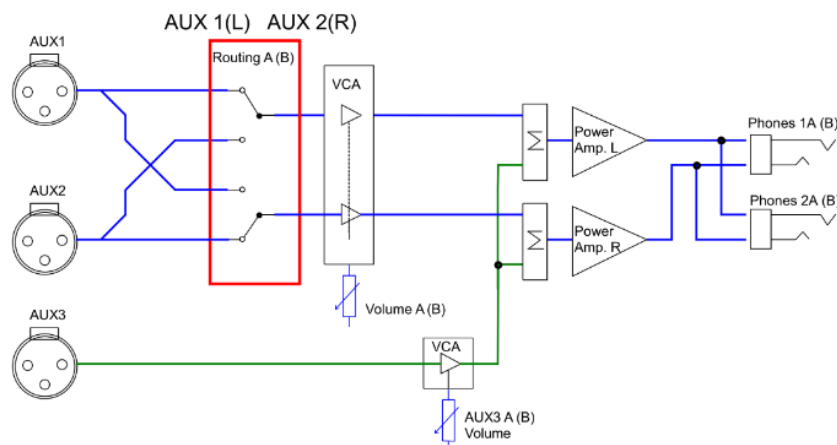 AUX 1(L) AUX 2(R)
AUX1
Routing A (B)
VCA
Σ
Power
Amp. L
Phones 1A (B)
AUX2
Σ
Power
Amp. R
Phones 2A (B)
Volume A (B)
AUX3
VCA
AUX3 A (B)
Volume